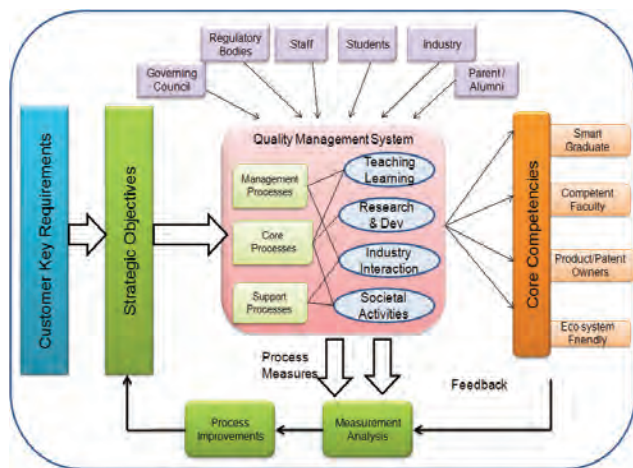 Regulatory
Bodies
Staff
Students
Industry
Governing
Council
Parent /
Alumni
Customer Key Requirements
Strategic Objectives
Quality Management System
Management
Processes
Core
Processes
Support
Processes
Teaching
Learning
Research
& Dev
Industry
Interaction
Societal
Activities
Core Competencies
Smart
Graduate
Competent
Faculty
Product/Patent
Owners
Eco system
Friendly
Process
Measures
Feedback
Process
Improvements
Measurement
Analysis